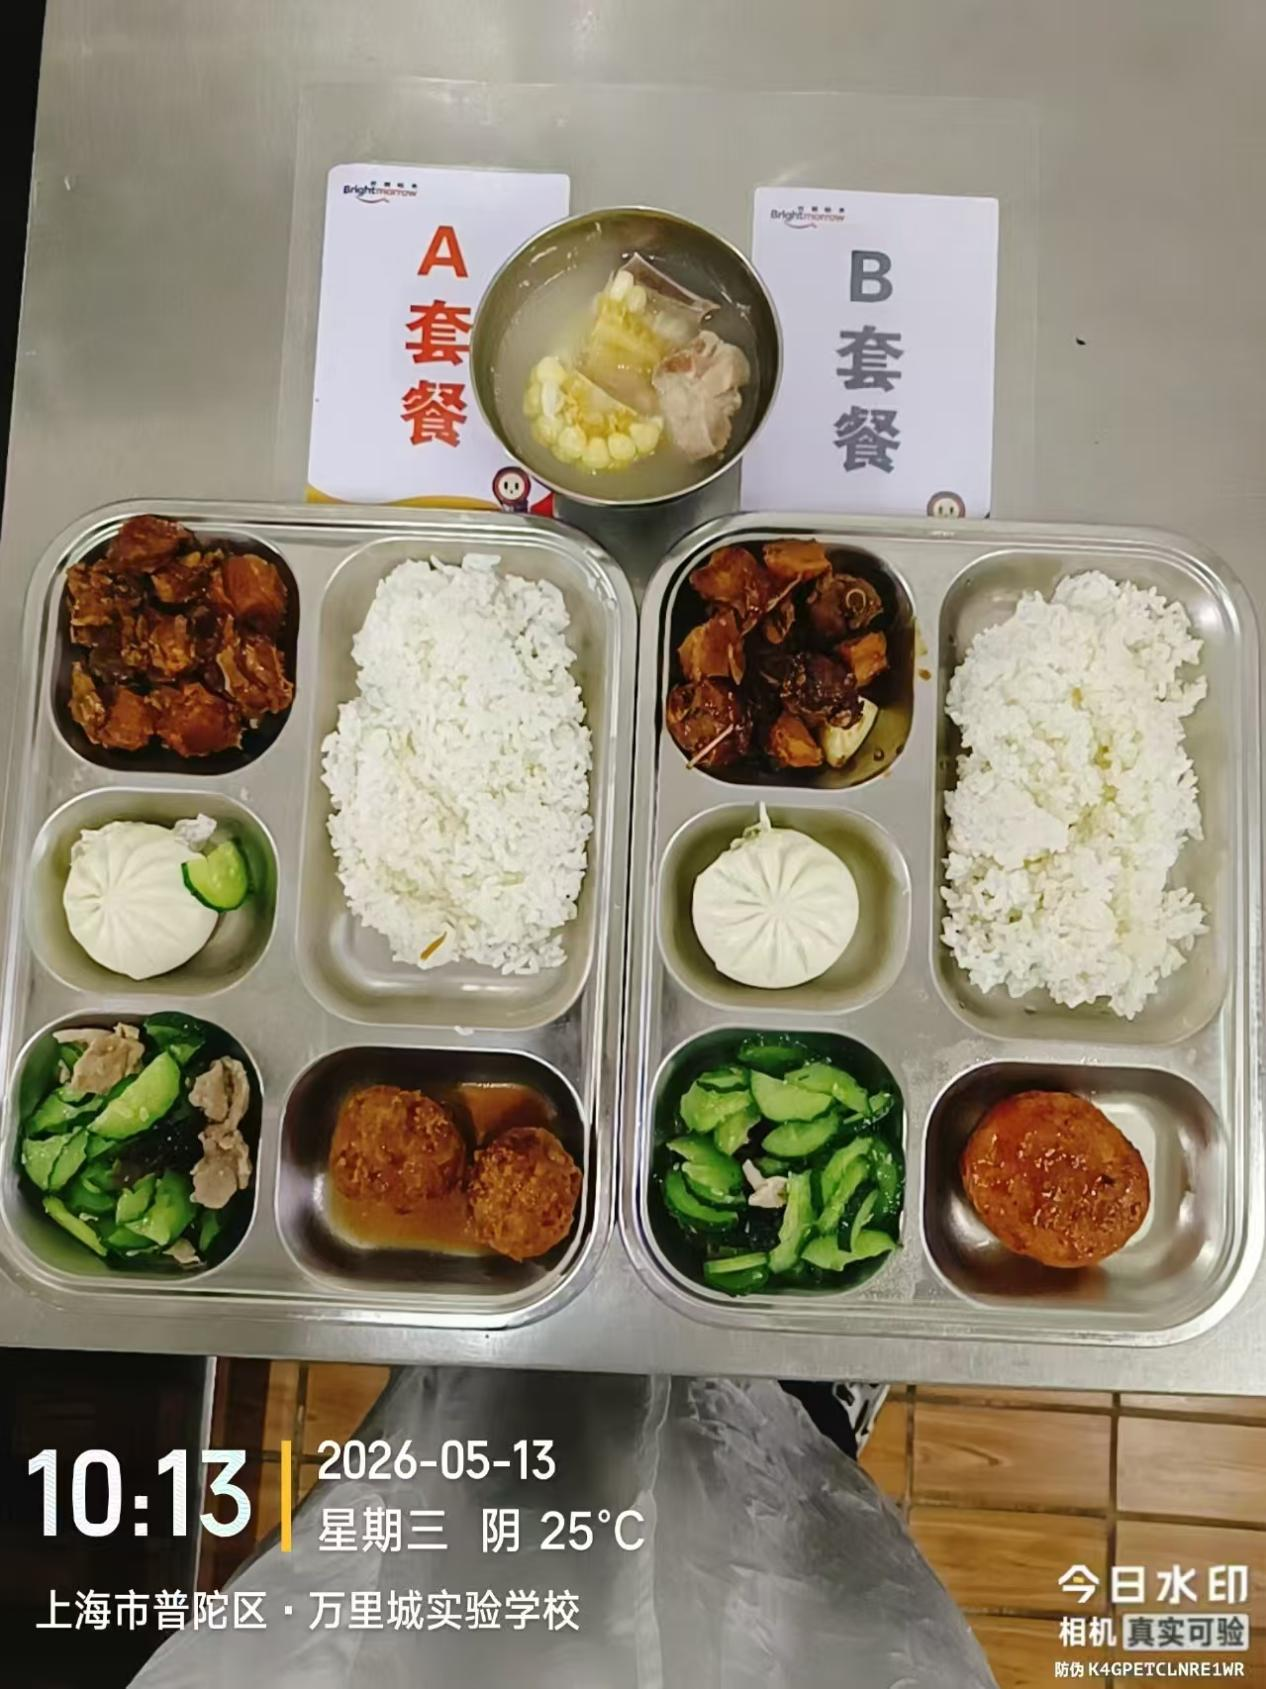 Brightmorrow
A
套
餐
Brightmorrow
B
套
餐
10:13
2026-05-13
星期三 阴 25°C
上海市普陀区·万里城实验学校
今日水印
相机 真实可验
防伪 K4GPETCLNRE1WR